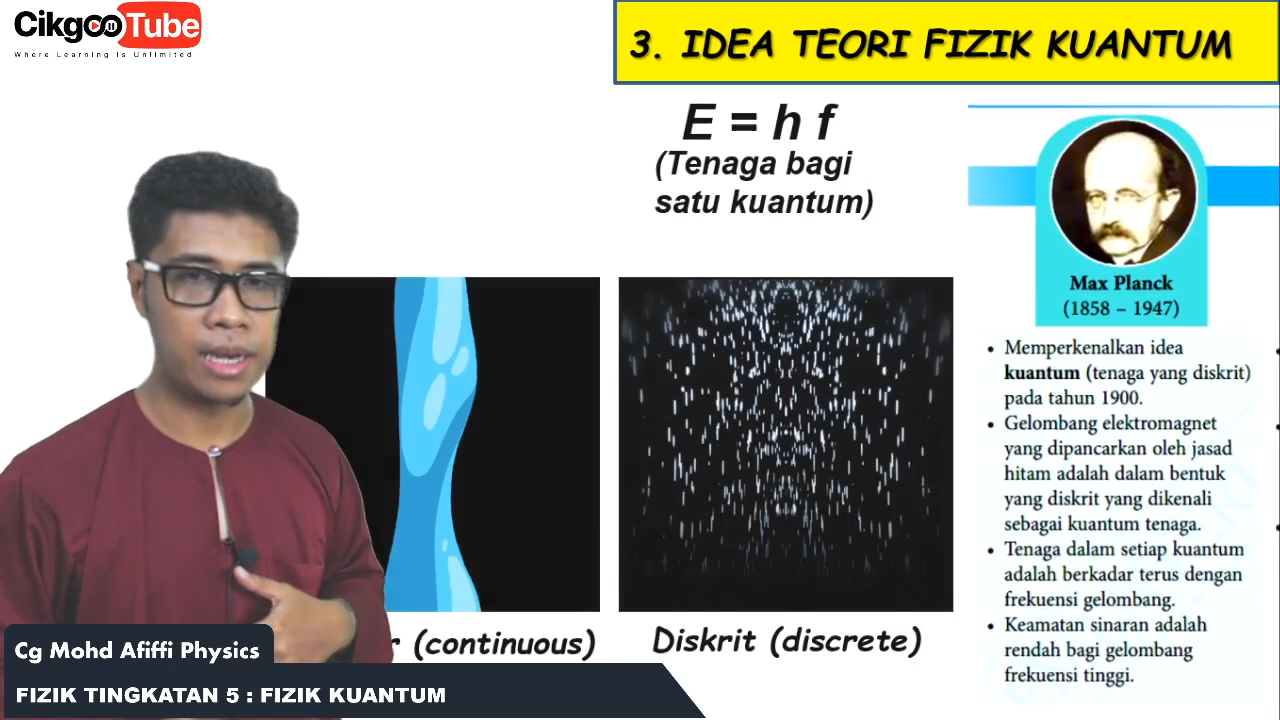 CikgooTube
Where Learning is Unlimited
3. IDEA TEORI FIZIK KUANTUM
E = h f
(Tenaga bagi
satu kuantum)
Max Planck
(1858 – 1947)
• Memperkenalkan idea
kuantum (tenaga yang diskrit)
pada tahun 1900.
• Gelombang elektromagnet
yang dipancarkan oleh jasad
hitam adalah dalam bentuk
yang diskrit yang dikenali
sebagai kuantum tenaga.
• Tenaga dalam setiap kuantum
adalah berkadar terus dengan
frekuensi gelombang.
• Keamatan sinaran adalah
rendah bagi gelombang
frekuensi tinggi.
r (continuous)
Diskrit (discrete)
Cg Mohd Afiffi Physics
FIZIK TINGKATAN 5 : FIZIK KUANTUM